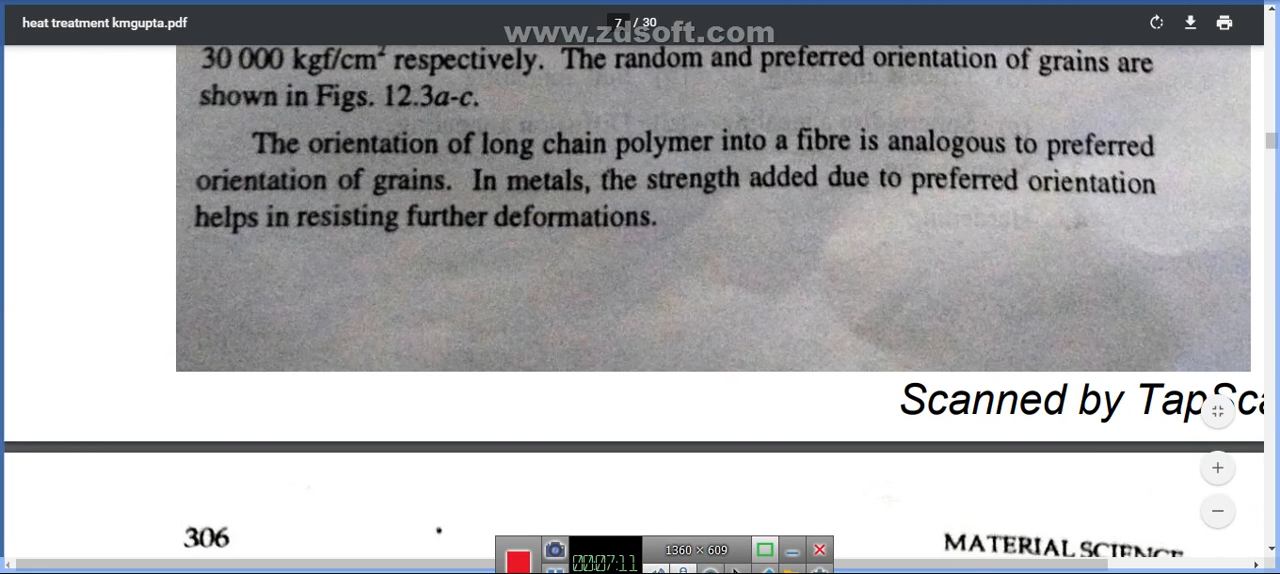 heat treatment kmgupta.pdf
7 / 30
www.zdsoft.com
30 000 kgf/cm² respectively. The random and preferred orientation of grains are
shown in Figs. 12.3a-c.
The orientation of long chain polymer into a fibre is analogous to preferred
orientation of grains. In metals, the strength added due to preferred orientation
helps in resisting further deformations.
Scanned by TapSca
306
MATERIAL SCIENCE
00:07:11
1360 × 609